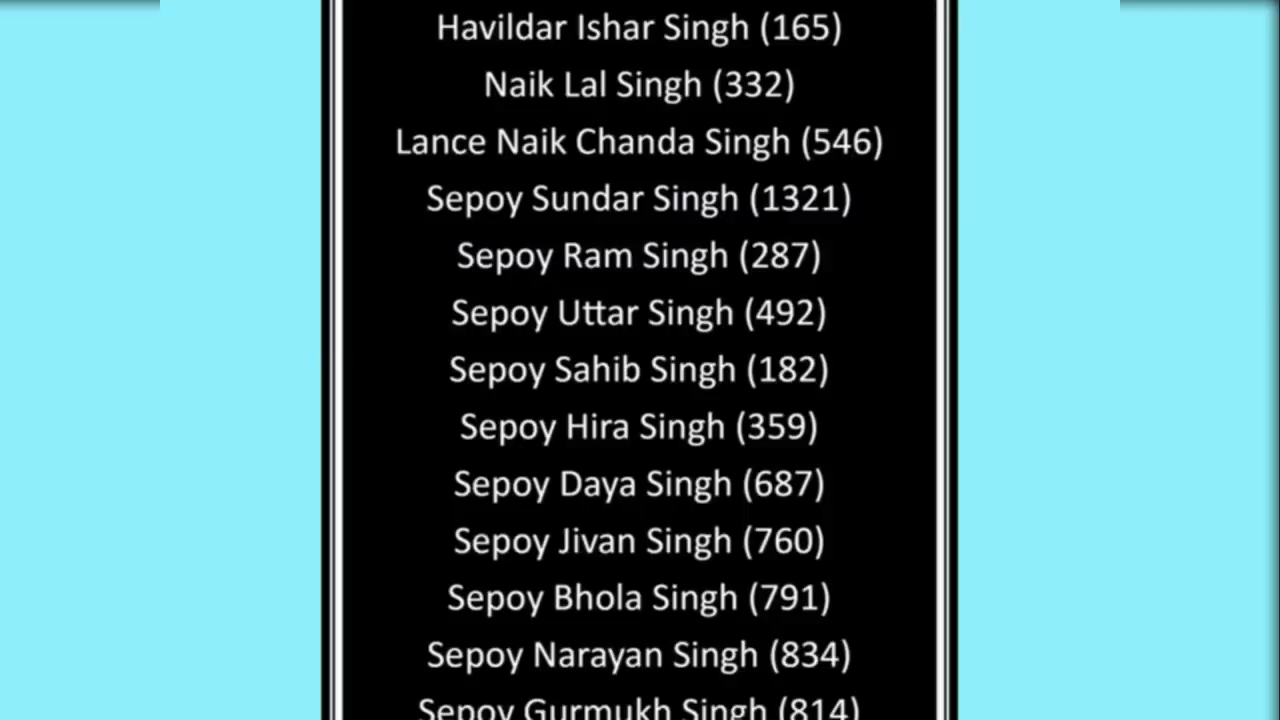 Havildar Ishar Singh (165)
Naik Lal Singh (332)
Lance Naik Chanda Singh (546)
Sepoy Sundar Singh (1321)
Sepoy Ram Singh (287)
Sepoy Uttar Singh (492)
Sepoy Sahib Singh (182)
Sepoy Hira Singh (359)
Sepoy Daya Singh (687)
Sepoy Jivan Singh (760)
Sepoy Bhola Singh (791)
Sepoy Narayan Singh (834)
Sepoy Gurmukh Singh (814)